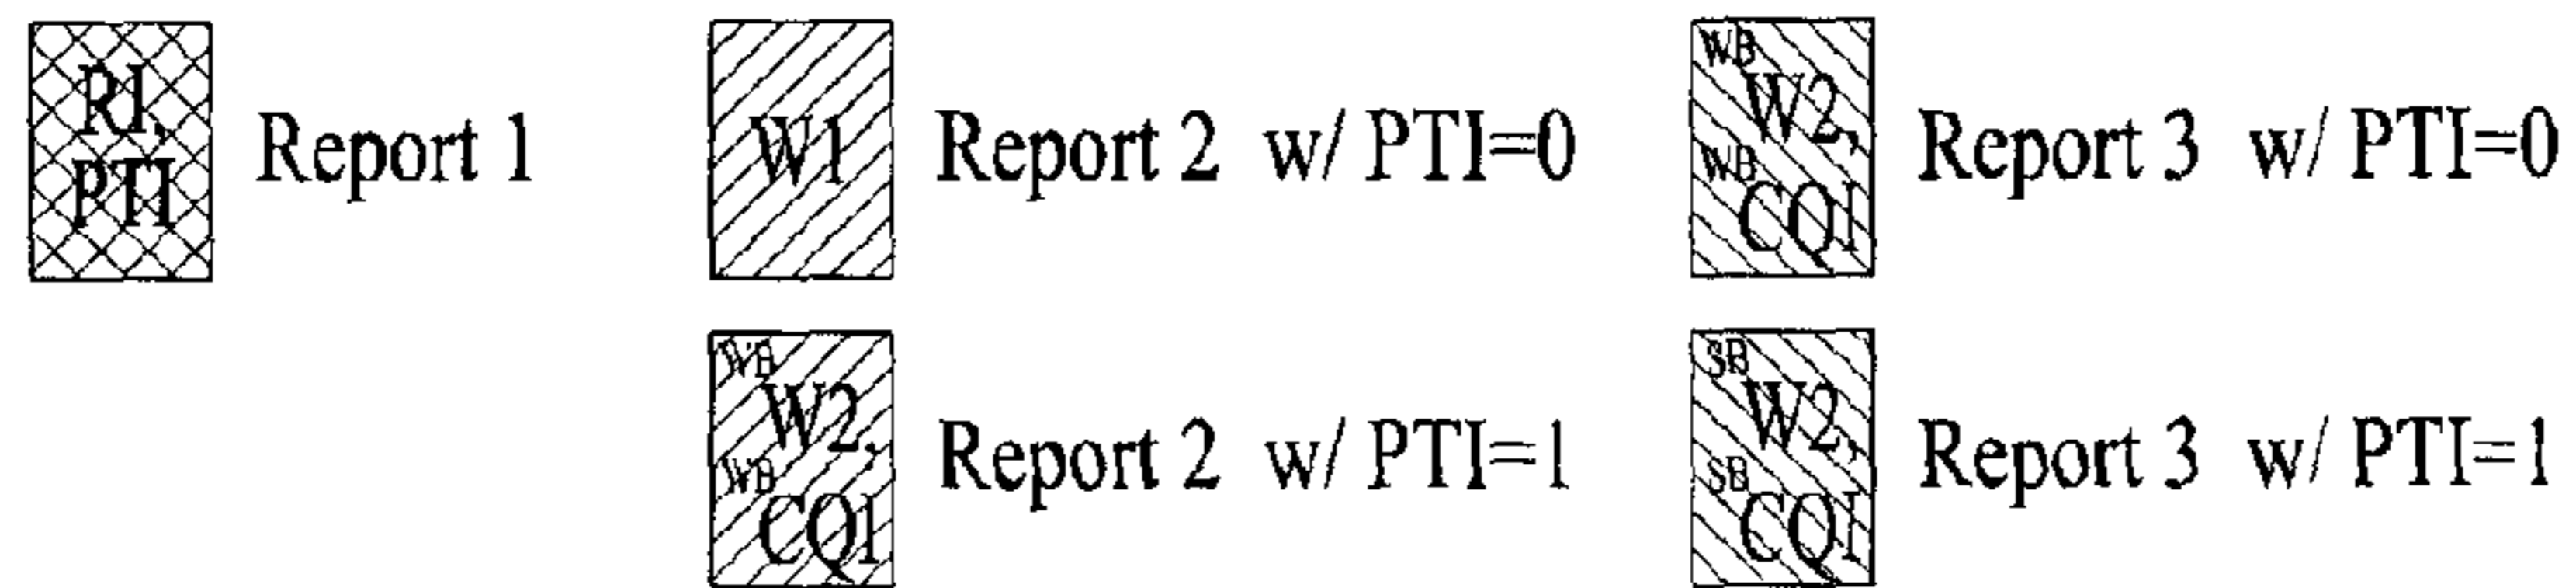 RI, PTI Report 1
W1 Report 2 w/ PTI=0
WB W2, WB CQI Report 3 w/ PTI=0
WB W2, WB CQI Report 2 w/ PTI=1
SB W2, SB CQI Report 3 w/ PTI=1